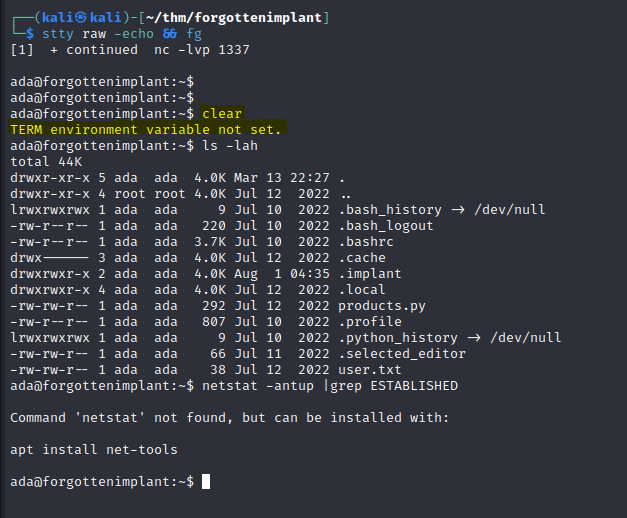 ┌──(kali㉿kali)-[~/thm/forgottenimplant]
└─$ stty raw -echo && fg
[1]  + continued  nc -lvp 1337

ada@forgottenimplant:~$
ada@forgottenimplant:~$
ada@forgottenimplant:~$ clear
TERM environment variable not set.
ada@forgottenimplant:~$ ls -lah
total 44K
drwxr-xr-x 5 ada  ada  4.0K Mar 13 22:27 .
drwxr-xr-x 4 root root 4.0K Jul 12  2022 ..
lrwxrwxrwx 1 ada  ada     9 Jul 10  2022 .bash_history -> /dev/null
-rw-r--r-- 1 ada  ada   220 Jul 10  2022 .bash_logout
-rw-r--r-- 1 ada  ada  3.7K Jul 10  2022 .bashrc
drwx------ 3 ada  ada  4.0K Jul 12  2022 .cache
drwxrwxr-x 2 ada  ada  4.0K Aug  1 04:35 .implant
drwxrwxr-x 4 ada  ada  4.0K Jul 12  2022 .local
-rw-rw-r-- 1 ada  ada   292 Jul 12  2022 products.py
-rw-r--r-- 1 ada  ada   807 Jul 10  2022 .profile
lrwxrwxrwx 1 ada  ada     9 Jul 10  2022 .python_history -> /dev/null
-rw-rw-r-- 1 ada  ada    66 Jul 11  2022 .selected_editor
-rw-rw-r-- 1 ada  ada    38 Jul 12  2022 user.txt
ada@forgottenimplant:~$ netstat -antup |grep ESTABLISHED

Command 'netstat' not found, but can be installed with:

apt install net-tools

ada@forgottenimplant:~$